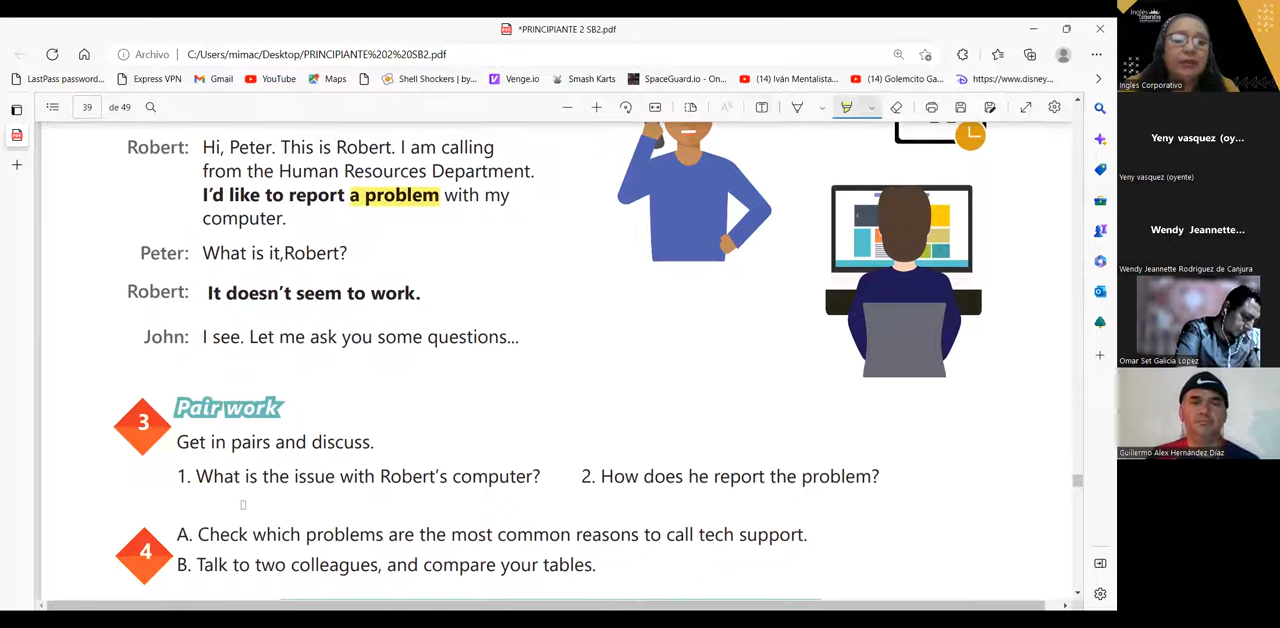 *PRINCIPIANTE 2 SB2.pdf
Archivo
C:/Users/mimac/Desktop/PRINCIPIANTE%202%20SB2.pdf
LastPass password...
Express VPN
Gmail
YouTube
Maps
Shell Shockers | by...
Venge.io
Smash Karts
SpaceGuard.io - On...
(14) Iván Mentalista...
(14) Golemcito Ga...
https://www.disney...
39
de 49
Robert: Hi, Peter. This is Robert. I am calling
from the Human Resources Department.
I'd like to report a problem with my
computer.
Peter: What is it,Robert?
Robert: It doesn't seem to work.
John: I see. Let me ask you some questions...
3
Pair work
Get in pairs and discuss.
1. What is the issue with Robert's computer?
2. How does he report the problem?
4
A. Check which problems are the most common reasons to call tech support.
B. Talk to two colleagues, and compare your tables.
Inglés
Corporativo
Ingles Corporativo
Yeny vasquez (oy...
Yeny vasquez (oyente)
Wendy Jeannette...
Wendy Jeannette Rodriguez de Canjura
Omar Set Galicia Lopez
Guillermo Alex Hernández Díaz